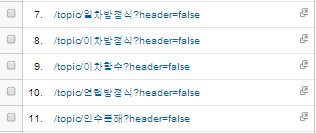 7. /topic/일차방정식?header=false
8. /topic/이차방정식?header=false
9. /topic/이차함수?header=false
10. /topic/연립방정식?header=false
11. /topic/인수분해?header=false